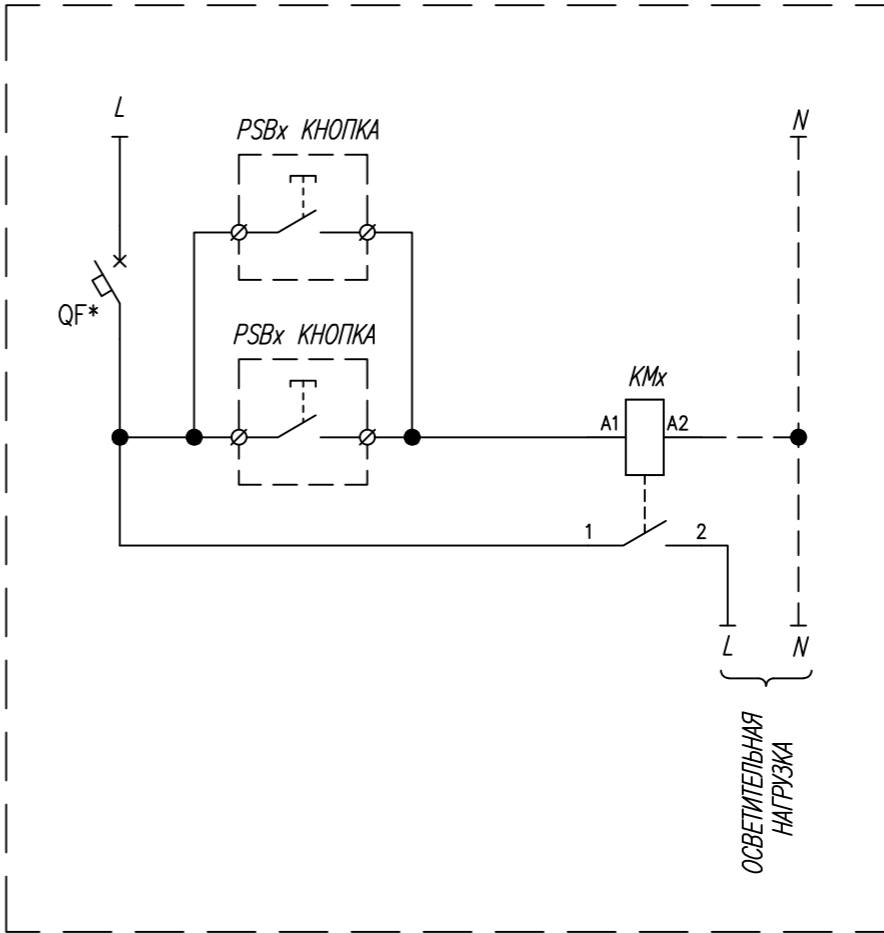 L
PSBx КНОПКА
N
QF*
PSBx КНОПКА
KMx
A1
A2
1
2
L
N
ОСВЕТИТЕЛЬНАЯ
НАГРУЗКА